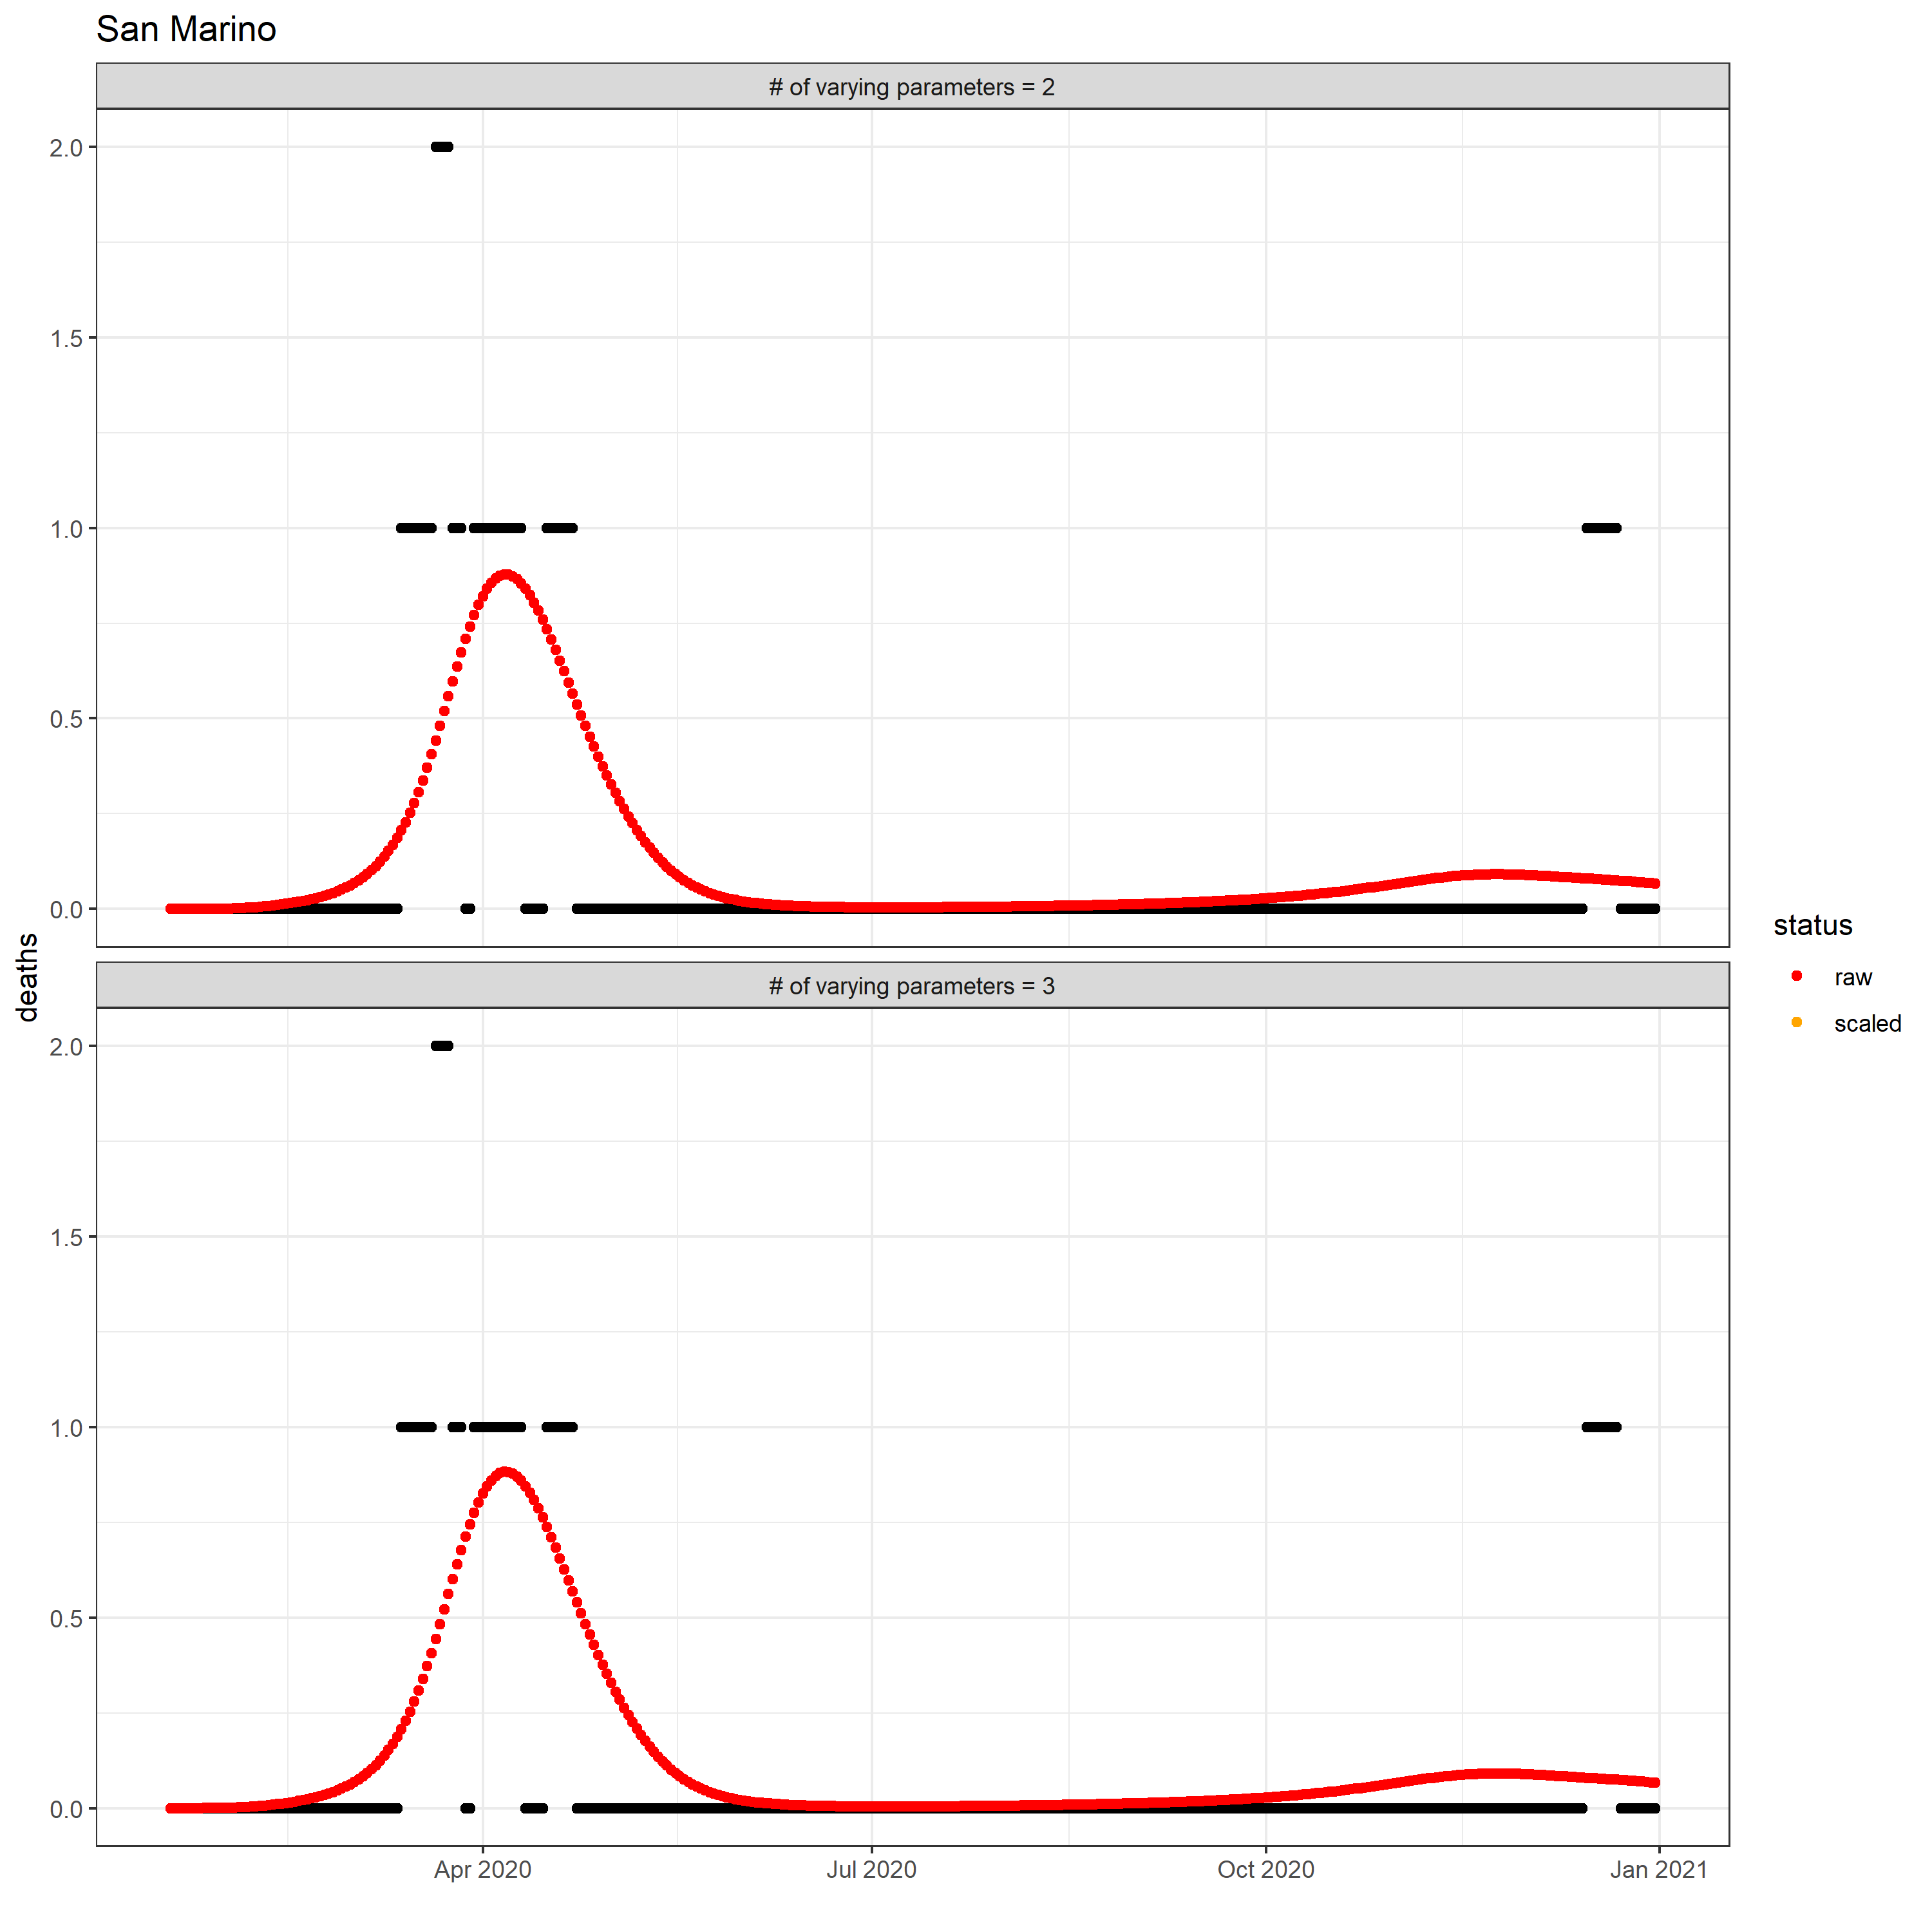 San Marino
# of varying parameters = 2
2.0
1.5
1.0
0.5
0.0
# of varying parameters = 3
2.0
1.5
1.0
0.5
0.0
deaths
Apr 2020
Jul 2020
Oct 2020
Jan 2021
status
raw
scaled